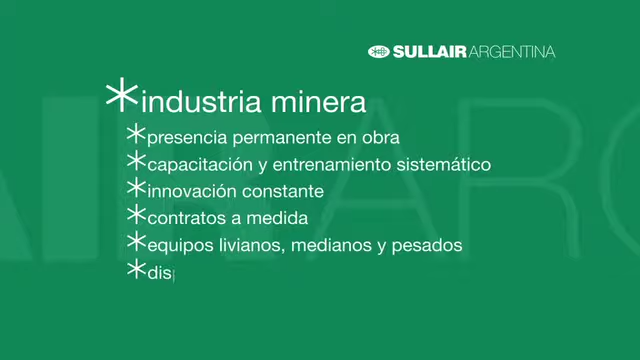 SULLAIR ARGENTINA
*industria minera
*presencia permanente en obra
*capacitación y entrenamiento sistemático
*innovación constante
*contratos a medida
*equipos livianos, medianos y pesados
*dis